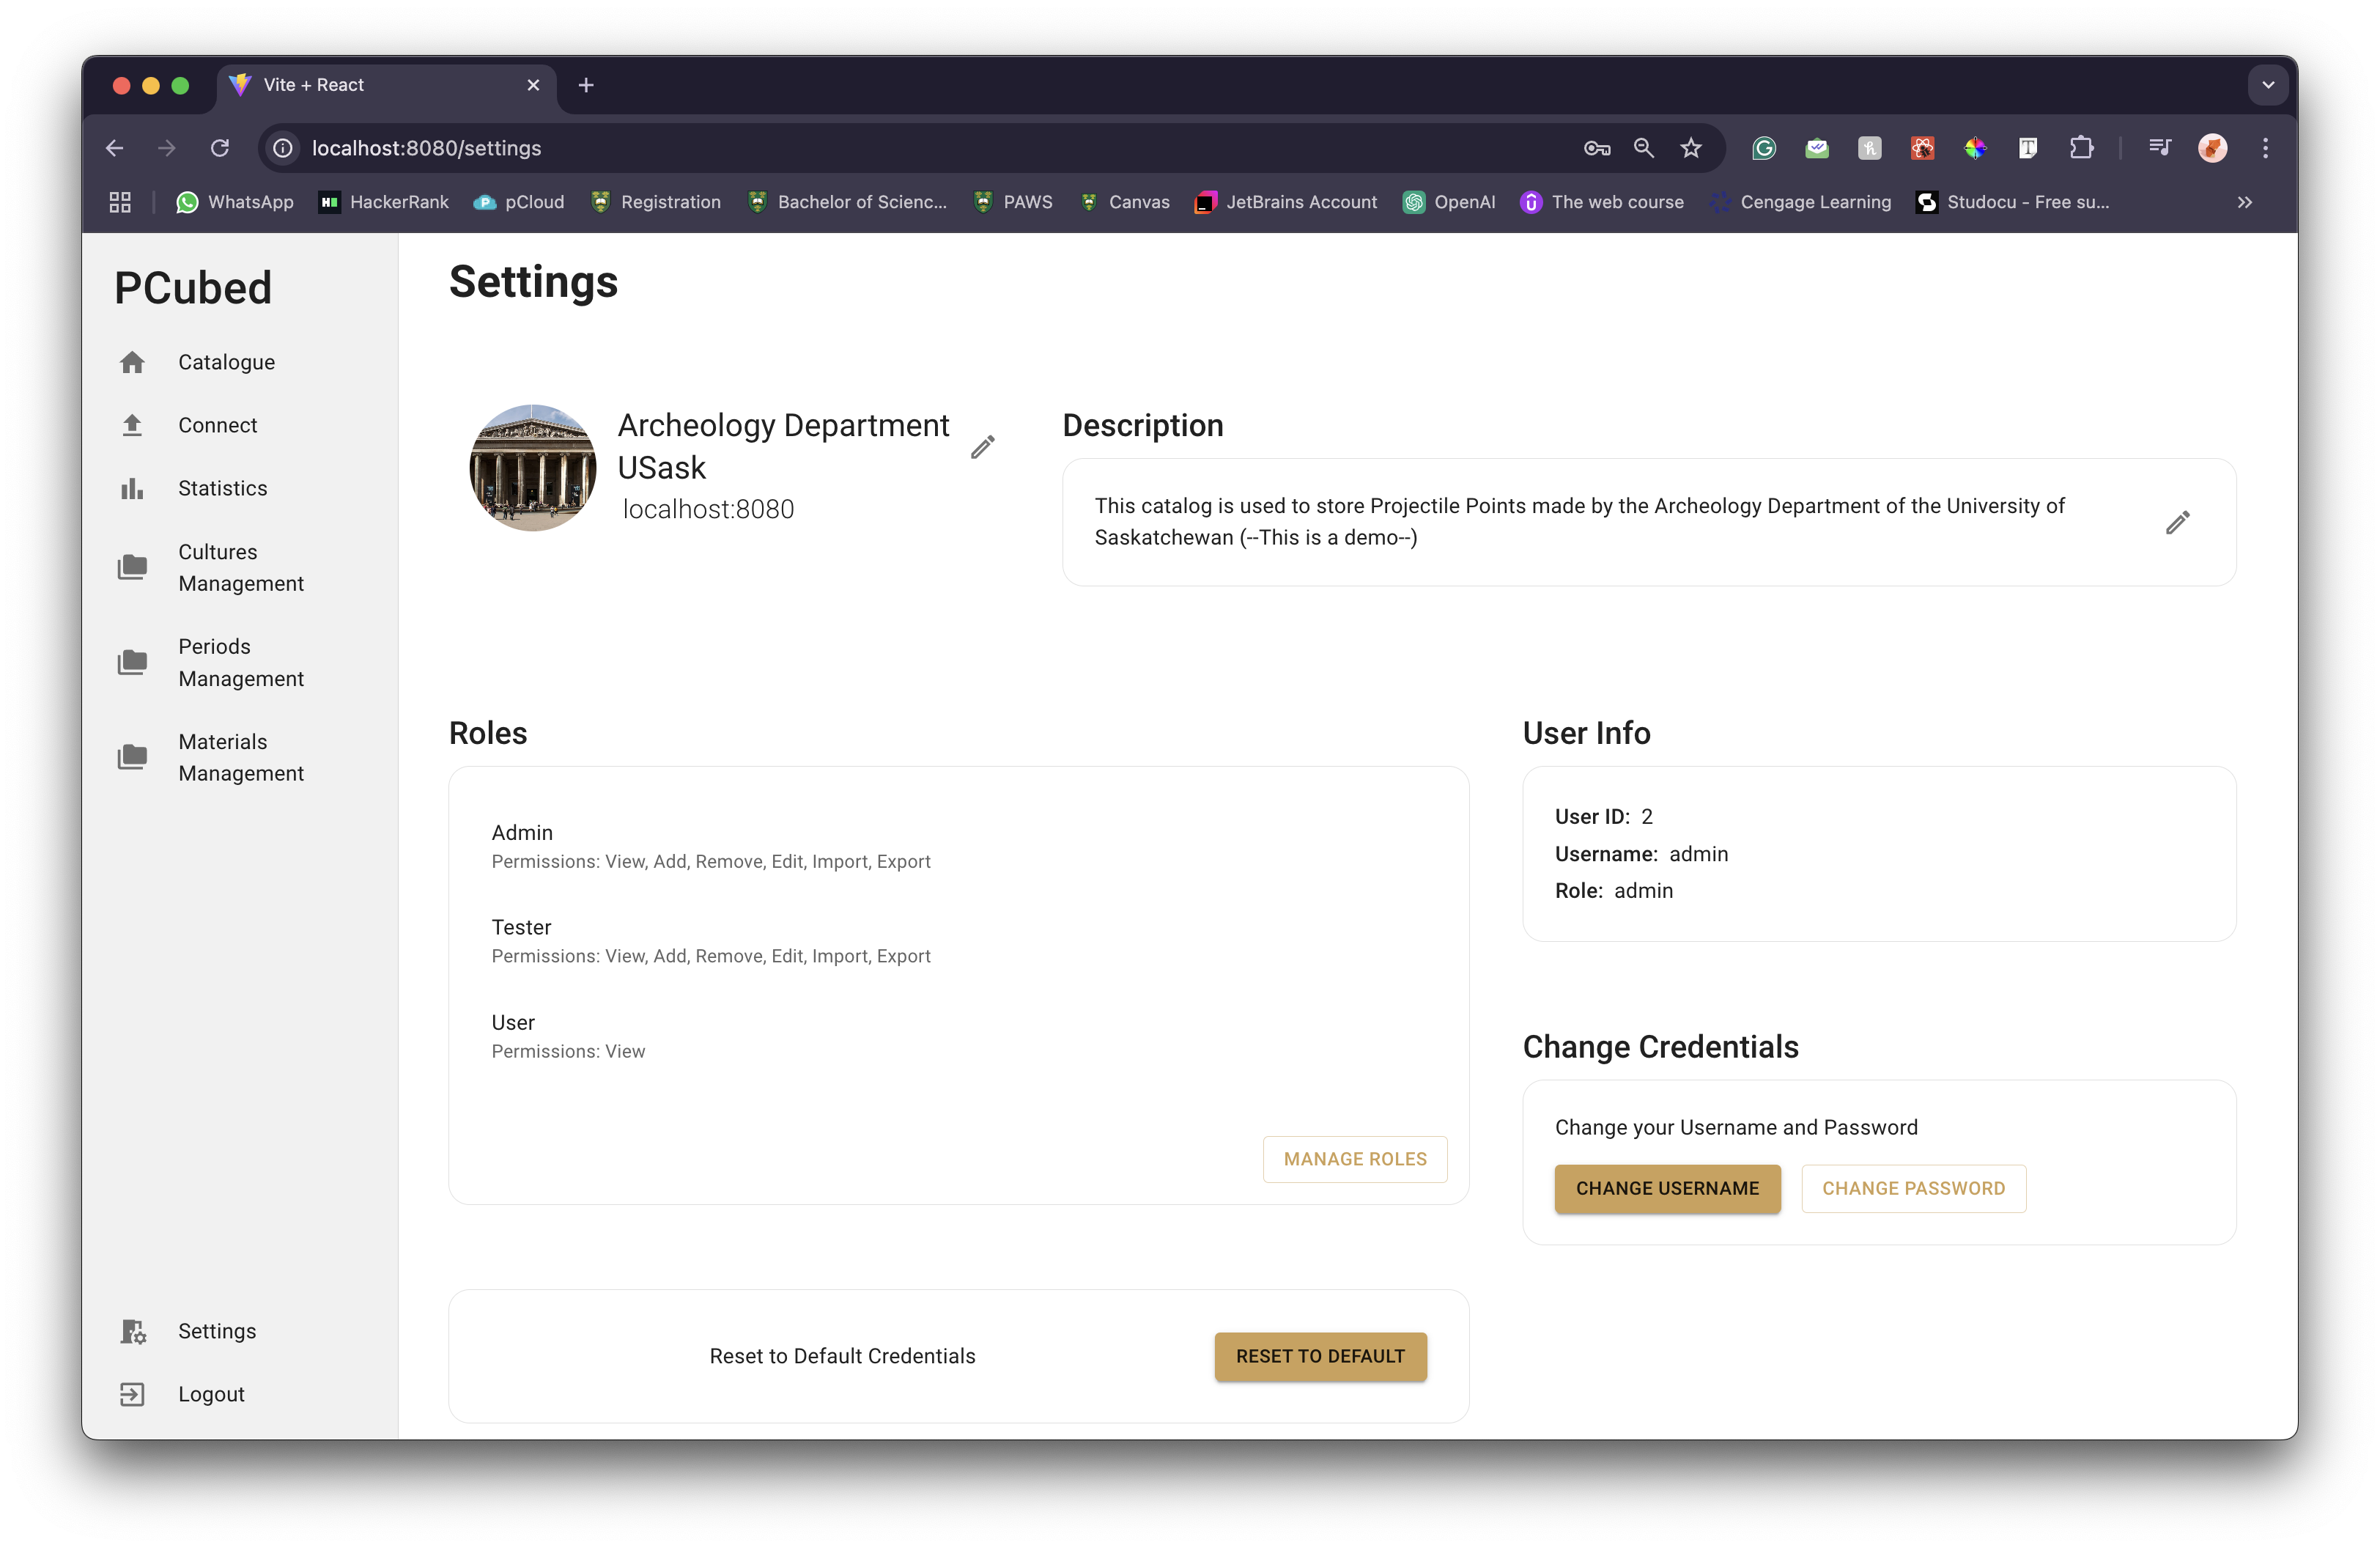 Vite + React
localhost:8080/settings
WhatsApp
HackerRank
pCloud
Registration
Bachelor of Scienc...
PAWS
Canvas
JetBrains Account
OpenAI
The web course
Cengage Learning
Studocu - Free su...
PCubed
Catalogue
Connect
Statistics
Cultures
Management
Periods
Management
Materials
Management
Settings
Logout
Settings
Archeology Department
USask
localhost:8080
Description
This catalog is used to store Projectile Points made by the Archeology Department of the University of
Saskatchewan (--This is a demo--)
Roles
Admin
Permissions: View, Add, Remove, Edit, Import, Export
Tester
Permissions: View, Add, Remove, Edit, Import, Export
User
Permissions: View
MANAGE ROLES
User Info
User ID: 2
Username: admin
Role: admin
Change Credentials
Change your Username and Password
CHANGE USERNAME
CHANGE PASSWORD
Reset to Default Credentials
RESET TO DEFAULT